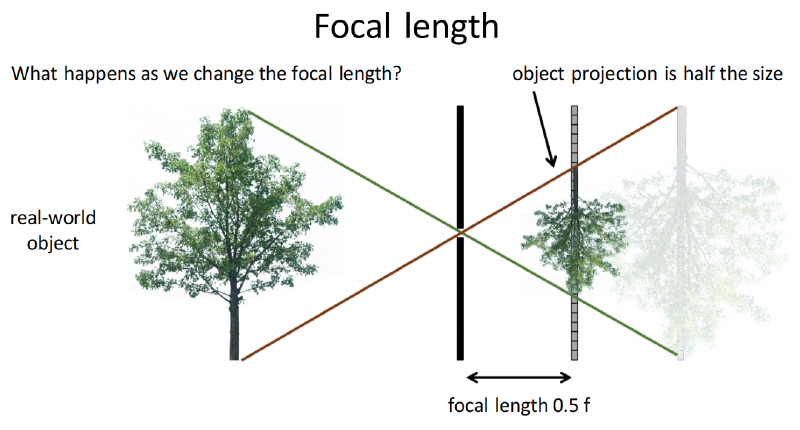 Focal length
What happens as we change the focal length?
object projection is half the size
real-world
object
focal length 0.5 f